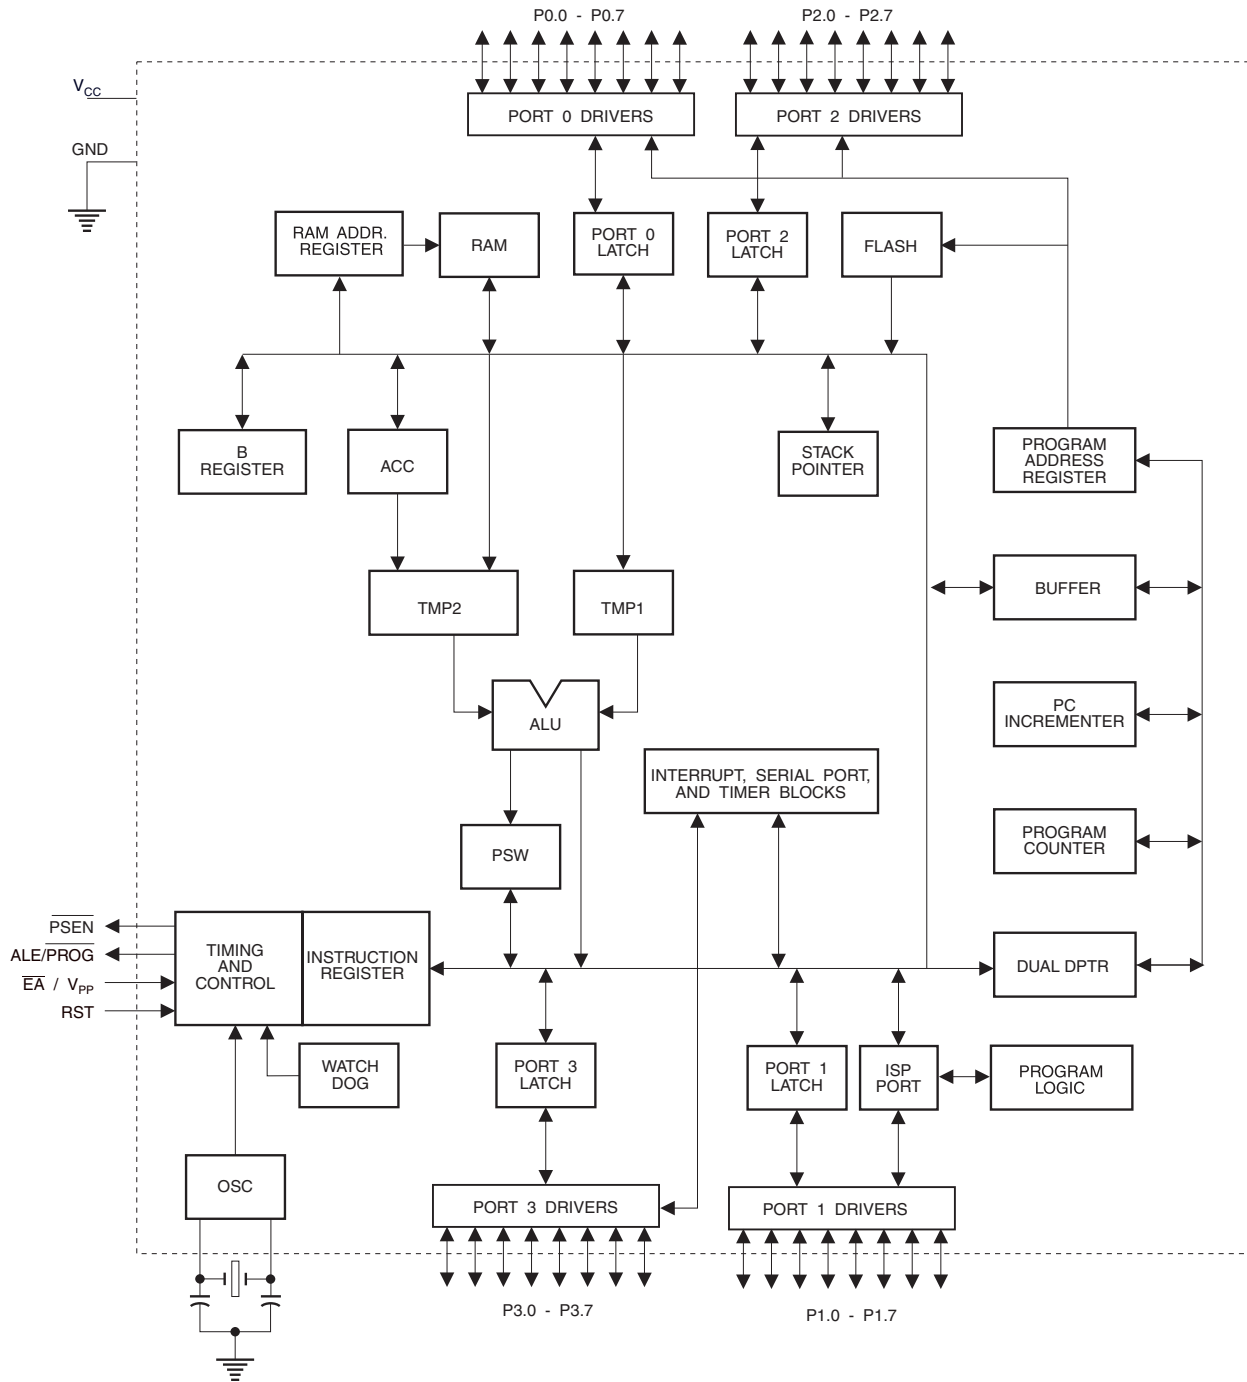 P0.0 - P0.7
P2.0 - P2.7
VCC
PORT 0 DRIVERS
PORT 2 DRIVERS
GND
RAM ADDR.
REGISTER
RAM
PORT 0
LATCH
PORT 2
LATCH
FLASH
B
REGISTER
ACC
STACK
POINTER
PROGRAM
ADDRESS
REGISTER
TMP2
TMP1
BUFFER
ALU
PC
INCREMENTER
INTERRUPT, SERIAL PORT,
AND TIMER BLOCKS
PSW
PROGRAM
COUNTER
PSEN
ALE/PROG
EA / VPP
RST
TIMING
AND
CONTROL
INSTRUCTION
REGISTER
DUAL DPTR
WATCH
DOG
PORT 3
LATCH
PORT 1
LATCH
ISP
PORT
PROGRAM
LOGIC
OSC
PORT 3 DRIVERS
PORT 1 DRIVERS
P3.0 - P3.7
P1.0 - P1.7